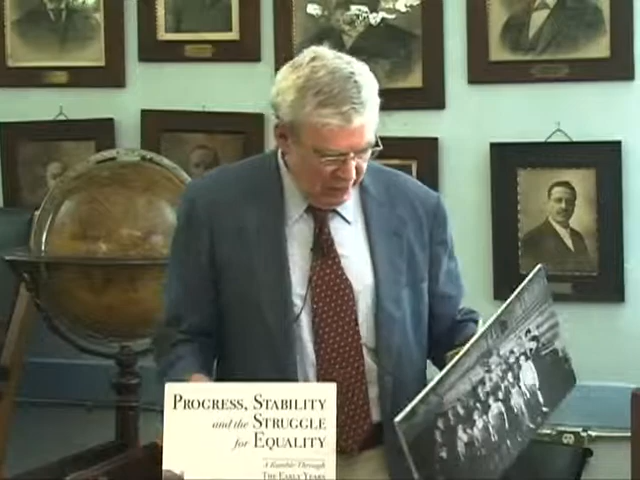 PROGRESS, STABILITY
and the STRUGGLE
for EQUALITY
A Ramble Through
THE EARLY YEARS